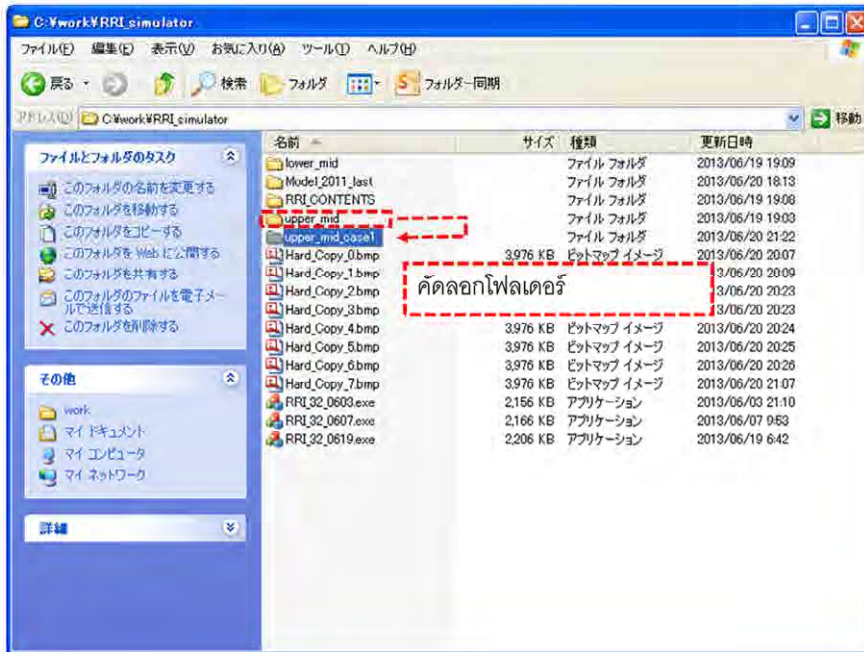 C:¥work¥RRI_simulator
ファイル(F) 編集(E) 表示(V) お気に入り(A) ツール(T) ヘルプ(H)
戻る 検索 フォルダ フォルダー同期
アドレス(D) C:¥work¥RRI_simulator 移動
名前 サイズ 種類 更新日時
ファイルとフォルダのタスク
このフォルダの名前を変更する
このフォルダを移動する
このフォルダをコピーする
このフォルダを Web に公開する
このフォルダを共有する
このフォルダのファイルを電子メールで送信する
このフォルダを削除する
その他
work
マイ ドキュメント
マイ コンピュータ
マイ ネットワーク
詳細
lower_mid ファイル フォルダ 2013/06/19 19:09
Model_2011_last ファイル フォルダ 2013/06/20 18:13
RRI_CONTENTS ファイル フォルダ 2013/06/19 19:08
upper_mid ファイル フォルダ 2013/06/19 19:03
upper_mid_case1 ファイル フォルダ 2013/06/20 21:22
Hard_Copy_0.bmp 3,976 KB ビットマップ イメージ 2013/06/20 20:07
Hard_Copy_1.bmp 3/06/20 20:09
คัดลอกโฟลเดอร์
Hard_Copy_2.bmp 3/06/20 20:23
Hard_Copy_3.bmp 3/06/20 20:23
Hard_Copy_4.bmp 3,976 KB ビットマップ イメージ 2013/06/20 20:24
Hard_Copy_5.bmp 3,976 KB ビットマップ イメージ 2013/06/20 20:25
Hard_Copy_6.bmp 3,976 KB ビットマップ イメージ 2013/06/20 20:26
Hard_Copy_7.bmp 3,976 KB ビットマップ イメージ 2013/06/20 21:07
RRI_32_0603.exe 2,156 KB アプリケーション 2013/06/03 21:10
RRI_32_0607.exe 2,166 KB アプリケーション 2013/06/07 9:53
RRI_32_0619.exe 2,206 KB アプリケーション 2013/06/19 6:42